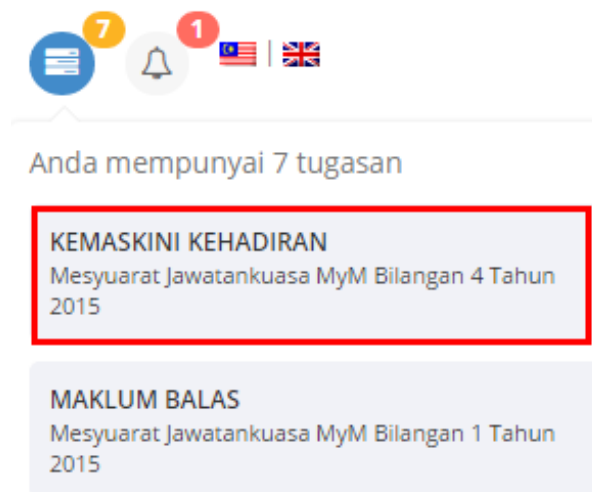 7
1
|
Anda mempunyai 7 tugasan
KEMASKINI KEHADIRAN
Mesyuarat Jawatankuasa MyM Bilangan 4 Tahun
2015
MAKLUM BALAS
Mesyuarat Jawatankuasa MyM Bilangan 1 Tahun
2015